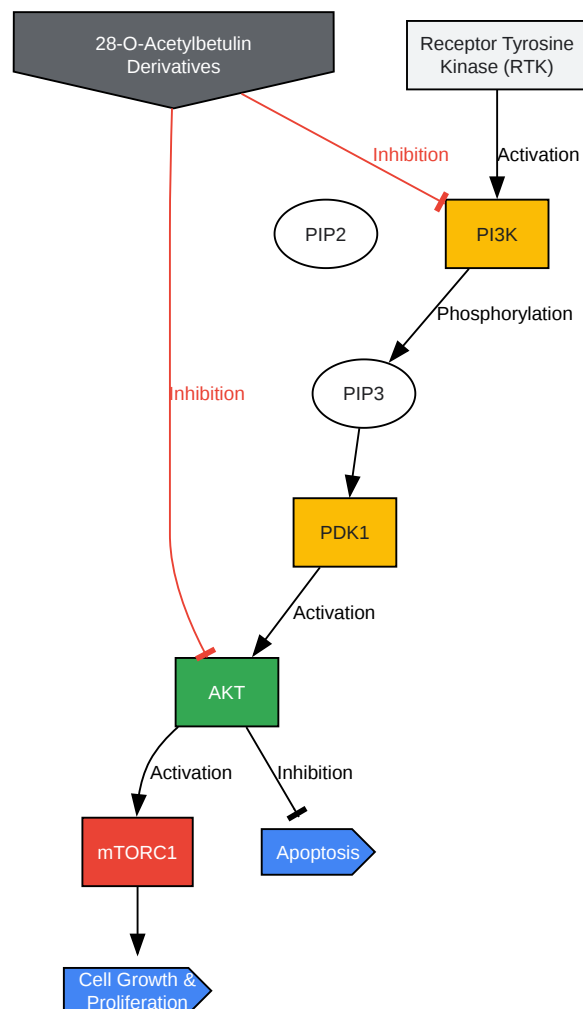 28-O-Acetylbetulin
Derivatives
Receptor Tyrosine
Kinase (RTK)
Inhibition
Activation
PIP2
PI3K
Phosphorylation
PIP3
Inhibition
PDK1
Activation
AKT
Activation
Inhibition
mTORC1
Apoptosis
Cell Growth &
Proliferation